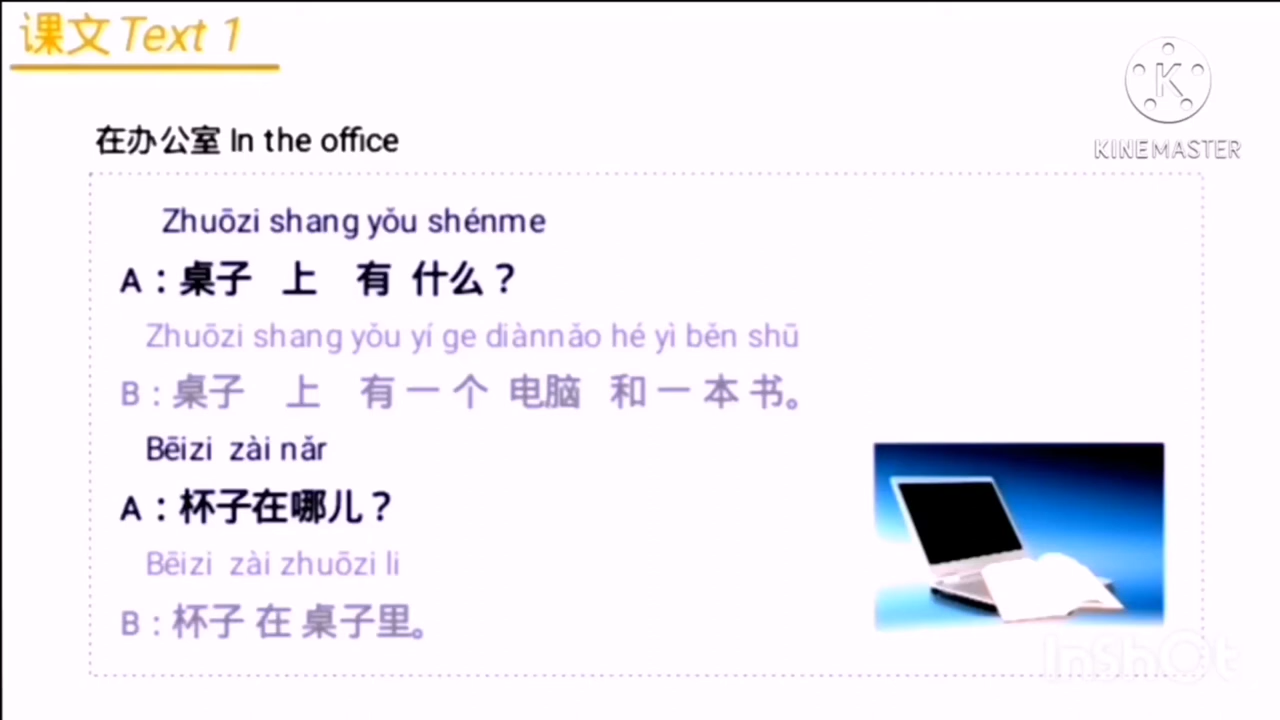 课文 Text 1
KINEMASTER
在办公室 In the office
Zhuōzi shang yǒu shénme
A：桌子 上 有 什么？
Zhuōzi shang yǒu yí ge diànnǎo hé yì běn shū
B：桌子 上 有 一 个 电脑 和 一 本 书。
Bēizi zài nǎr
A：杯子在哪儿？
Bēizi zài zhuōzi li
B：杯子 在 桌子里。
InShOt